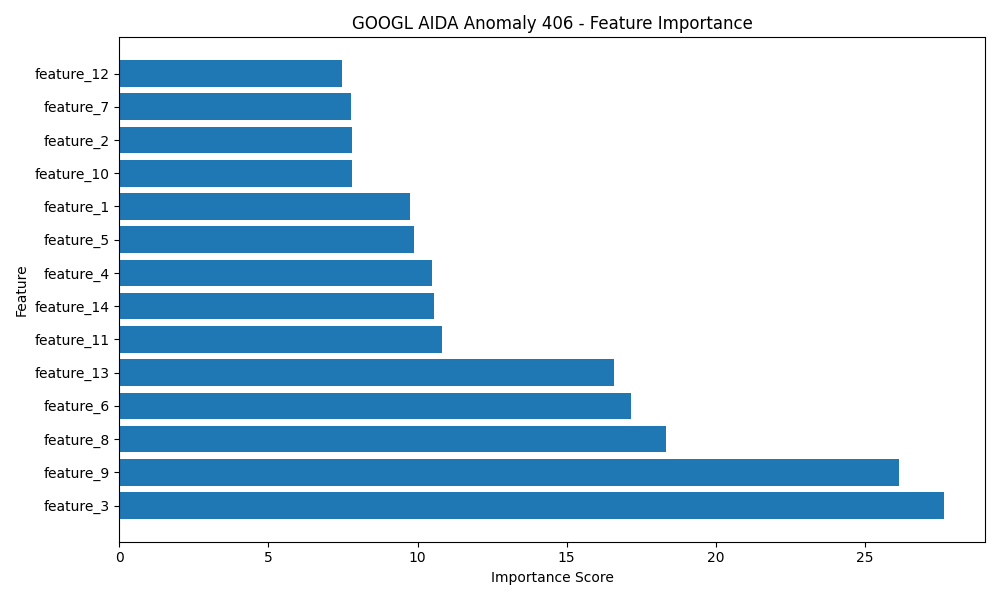 GOOGL AIDA Anomaly 406 - Feature Importance
feature_12
feature_7
feature_2
feature_10
feature_1
feature_5
feature_4
feature_14
feature_11
feature_13
feature_6
feature_8
feature_9
feature_3
Feature
0 5 10 15 20 25
Importance Score